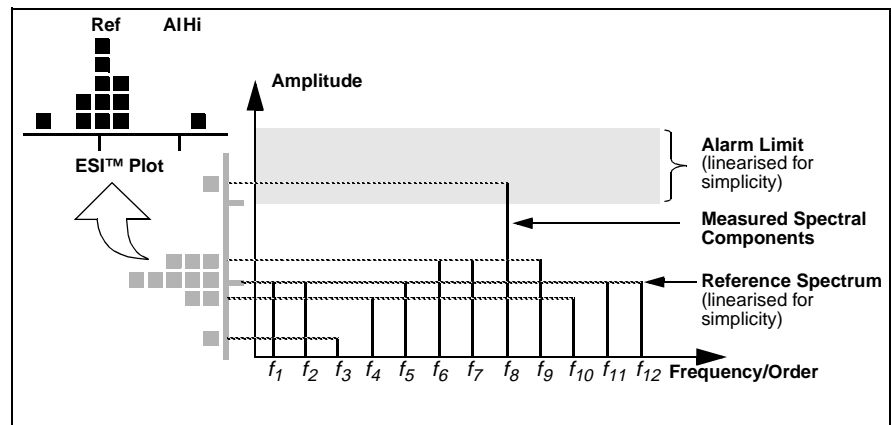 Ref AlHi
Amplitude
ESI™ Plot
Alarm Limit
(linearised for
simplicity)
Measured Spectral
Components
Reference Spectrum
(linearised for
simplicity)
f1 f2 f3 f4 f5 f6 f7 f8 f9 f10 f11 f12 Frequency/Order